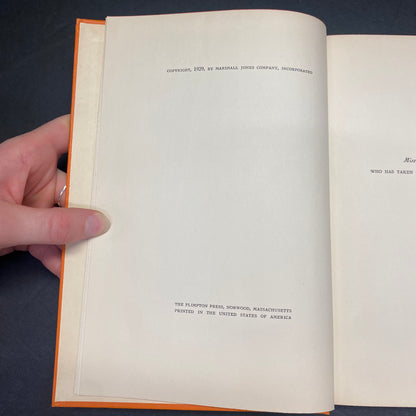 COPYRIGHT, 1929, BY MARSHALL JONES COMPANY, INCORPORATED
THE PLIMPTON PRESS, NORWOOD, MASSACHUSETTS
PRINTED IN THE UNITED STATES OF AMERICA
WHO HAS TAKEN